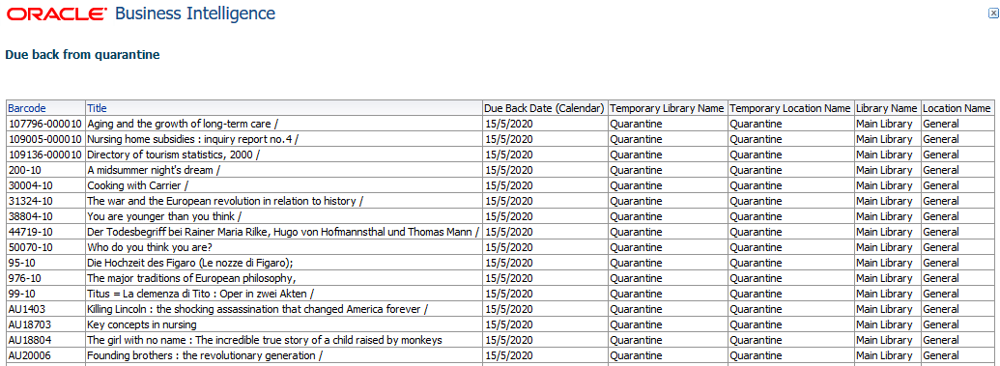 ORACLE Business Intelligence
Due back from quarantine
Barcode Title Due Back Date (Calendar) Temporary Library Name Temporary Location Name Library Name Location Name
107796-000010 Aging and the growth of long-term care / 15/5/2020 Quarantine Quarantine Main Library General
109005-000010 Nursing home subsidies : inquiry report no.4 / 15/5/2020 Quarantine Quarantine Main Library General
109136-000010 Directory of tourism statistics, 2000 / 15/5/2020 Quarantine Quarantine Main Library General
200-10 A midsummer night's dream / 15/5/2020 Quarantine Quarantine Main Library General
30004-10 Cooking with Carrier / 15/5/2020 Quarantine Quarantine Main Library General
31324-10 The war and the European revolution in relation to history / 15/5/2020 Quarantine Quarantine Main Library General
38804-10 You are younger than you think / 15/5/2020 Quarantine Quarantine Main Library General
44719-10 Der Todesbegriff bei Rainer Maria Rilke, Hugo von Hofmannsthal und Thomas Mann / 15/5/2020 Quarantine Quarantine Main Library General
50070-10 Who do you think you are? 15/5/2020 Quarantine Quarantine Main Library General
95-10 Die Hochzeit des Figaro (Le nozze di Figaro); 15/5/2020 Quarantine Quarantine Main Library General
976-10 The major traditions of European philosophy, 15/5/2020 Quarantine Quarantine Main Library General
99-10 Titus = La clemenza di Tito : Oper in zwei Akten / 15/5/2020 Quarantine Quarantine Main Library General
AU1403 Killing Lincoln : the shocking assassination that changed America forever / 15/5/2020 Quarantine Quarantine Main Library General
AU18703 Key concepts in nursing 15/5/2020 Quarantine Quarantine Main Library General
AU18804 The girl with no name : The incredible true story of a child raised by monkeys 15/5/2020 Quarantine Quarantine Main Library General
AU20006 Founding brothers : the revolutionary generation / 15/5/2020 Quarantine Quarantine Main Library General